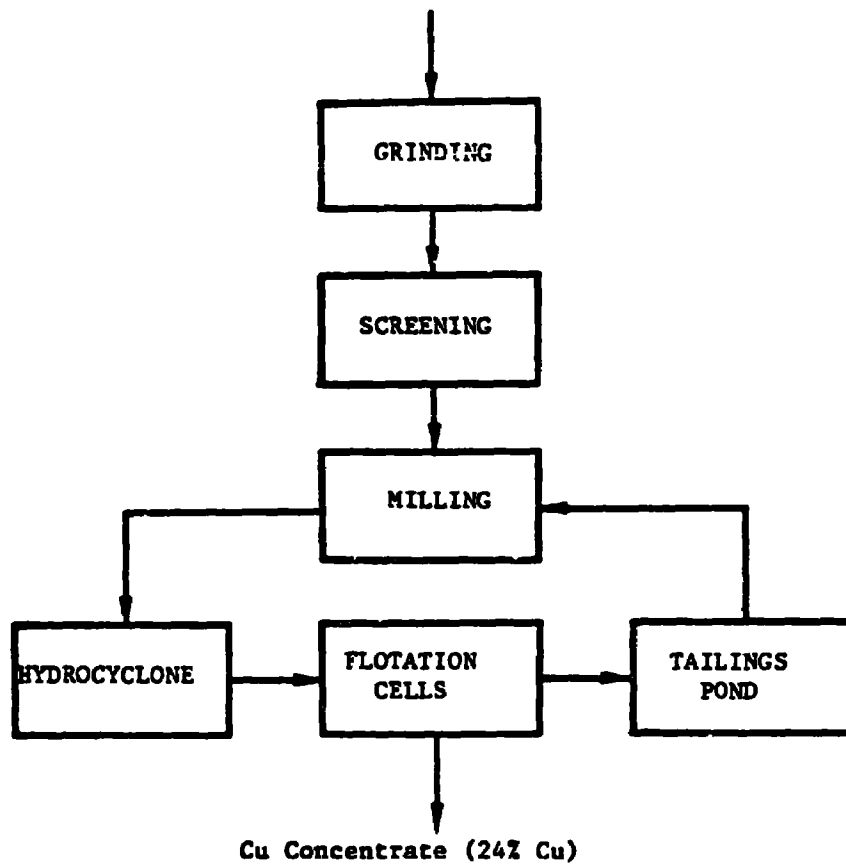 GRINDING
SCREENING
MILLING
HYDROCYCLONE
FLOTATION
CELLS
TAILINGS
POND
Cu Concentrate (24% Cu)